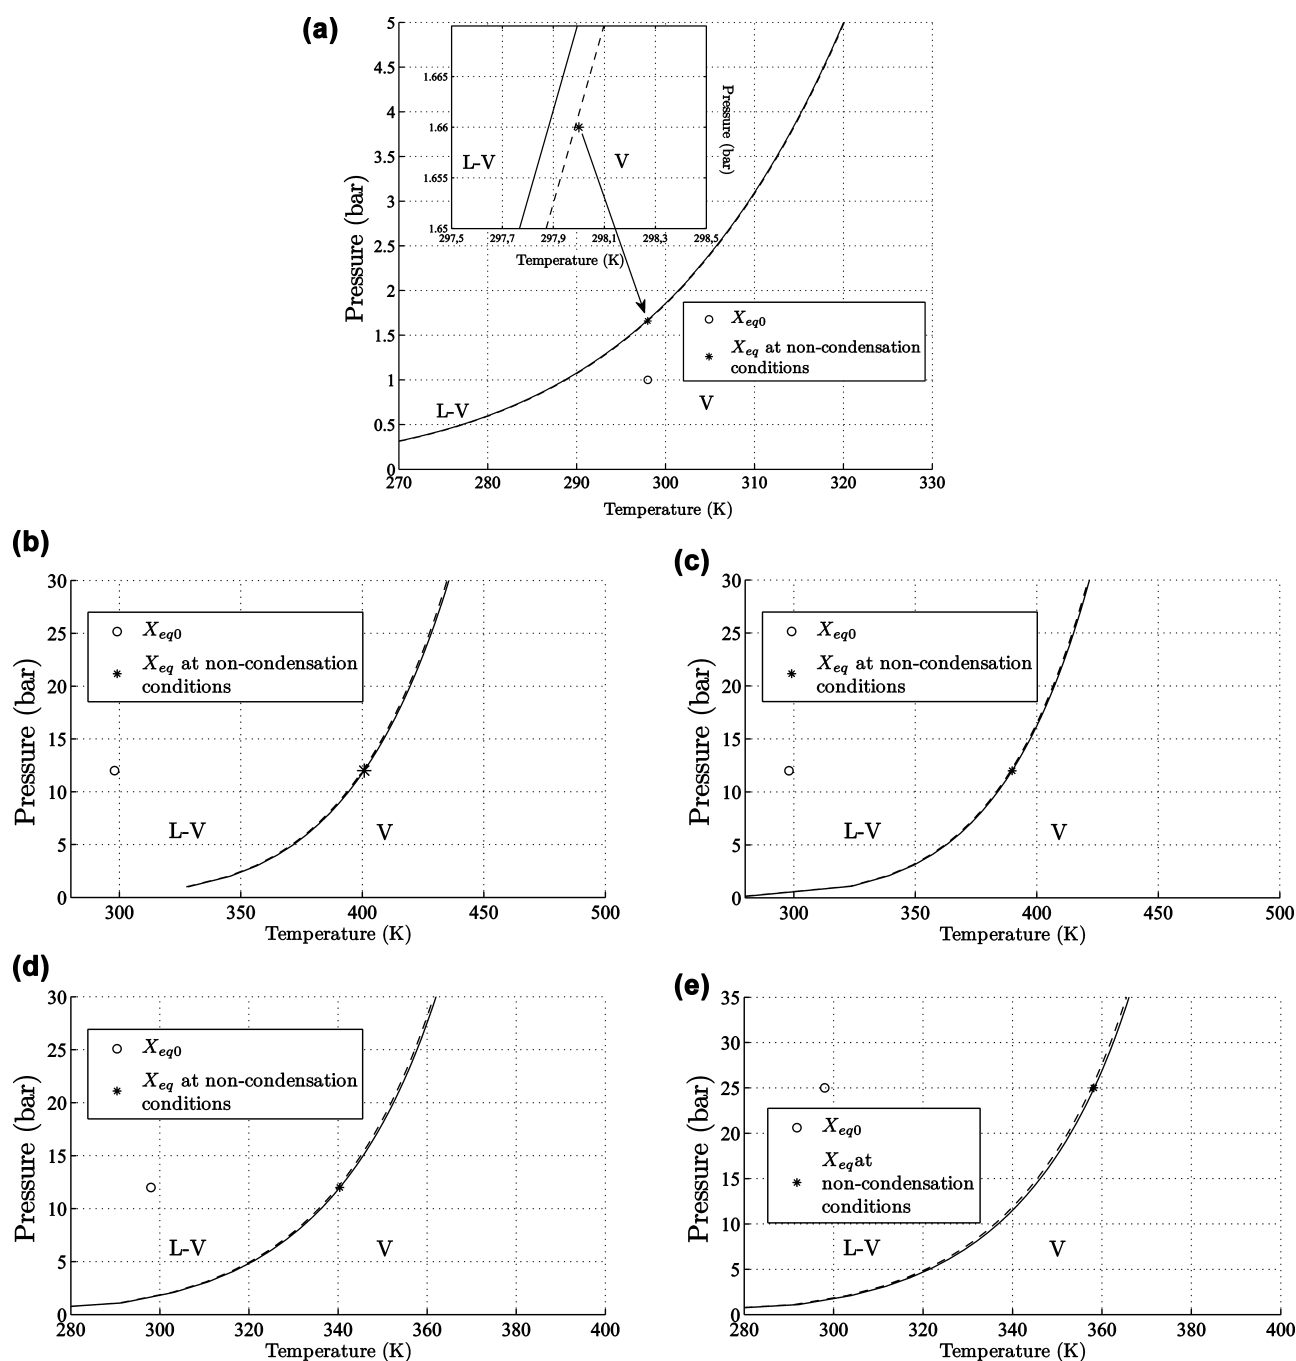 (a)
5
4.5
4
3.5
3
2.5
2
1.5
1
0.5
0
Pressure (bar)
1.665
1.66
1.655
1.65
297,5 297,7 297,9 298,1 298,3 298,5
Temperature (K)
Pressure (bar)
L-V
V
X_eq0
X_eq at non-condensation
conditions
L-V
V
270 280 290 300 310 320 330
Temperature (K)
(b)
30
25
20
15
10
5
0
Pressure (bar)
X_eq0
X_eq at non-condensation
conditions
L-V
V
300 350 400 450 500
Temperature (K)
(c)
30
25
20
15
10
5
0
Pressure (bar)
X_eq0
X_eq at non-condensation
conditions
L-V
V
300 350 400 450 500
Temperature (K)
(d)
30
25
20
15
10
5
0
Pressure (bar)
X_eq0
X_eq at non-condensation
conditions
L-V
V
280 300 320 340 360 380 400
Temperature (K)
(e)
35
30
25
20
15
10
5
0
Pressure (bar)
X_eq0
X_eq at
non-condensation
conditions
L-V
V
280 300 320 340 360 380 400
Temperature (K)